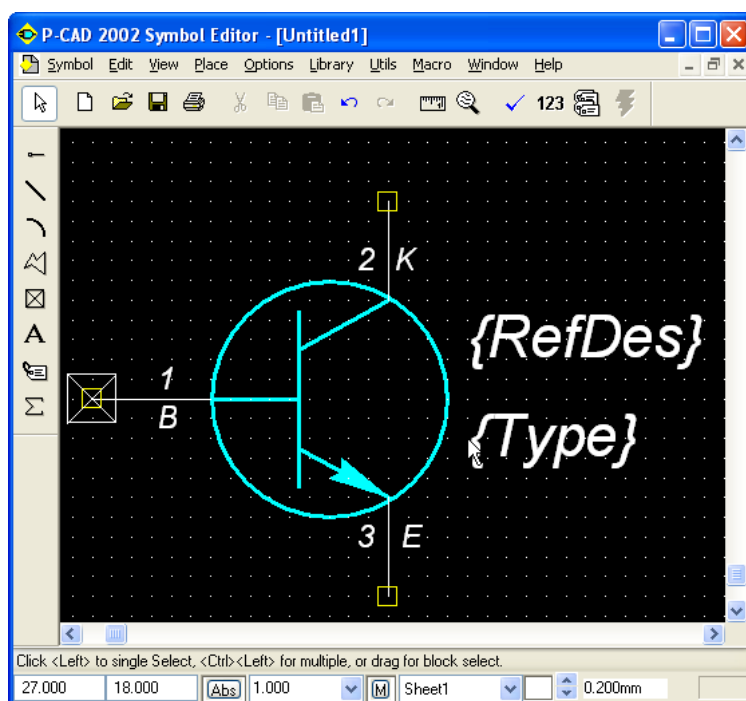 P-CAD 2002 Symbol Editor - [Untitled1]
Symbol Edit View Place Options Library Utils Macro Window Help
123
A
Σ
2 K
{RefDes}
1
B
{Type}
3 E
Click <Left> to single Select, <Ctrl><Left> for multiple, or drag for block select.
27.000 18.000 Abs 1.000 M Sheet1 0.200mm